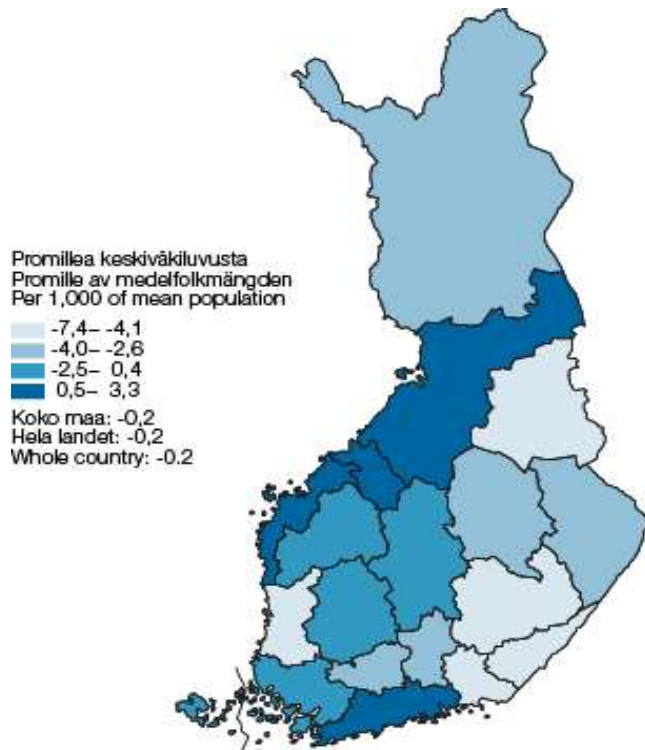 Promillea keskiväkiluvusta
Promille av medelfolkmängden
Per 1,000 of mean population
-7,4– -4,1
-4,0– -2,6
-2,5– 0,4
0,5– 3,3
Koko maa: -0,2
Hela landet: -0,2
Whole country: -0.2